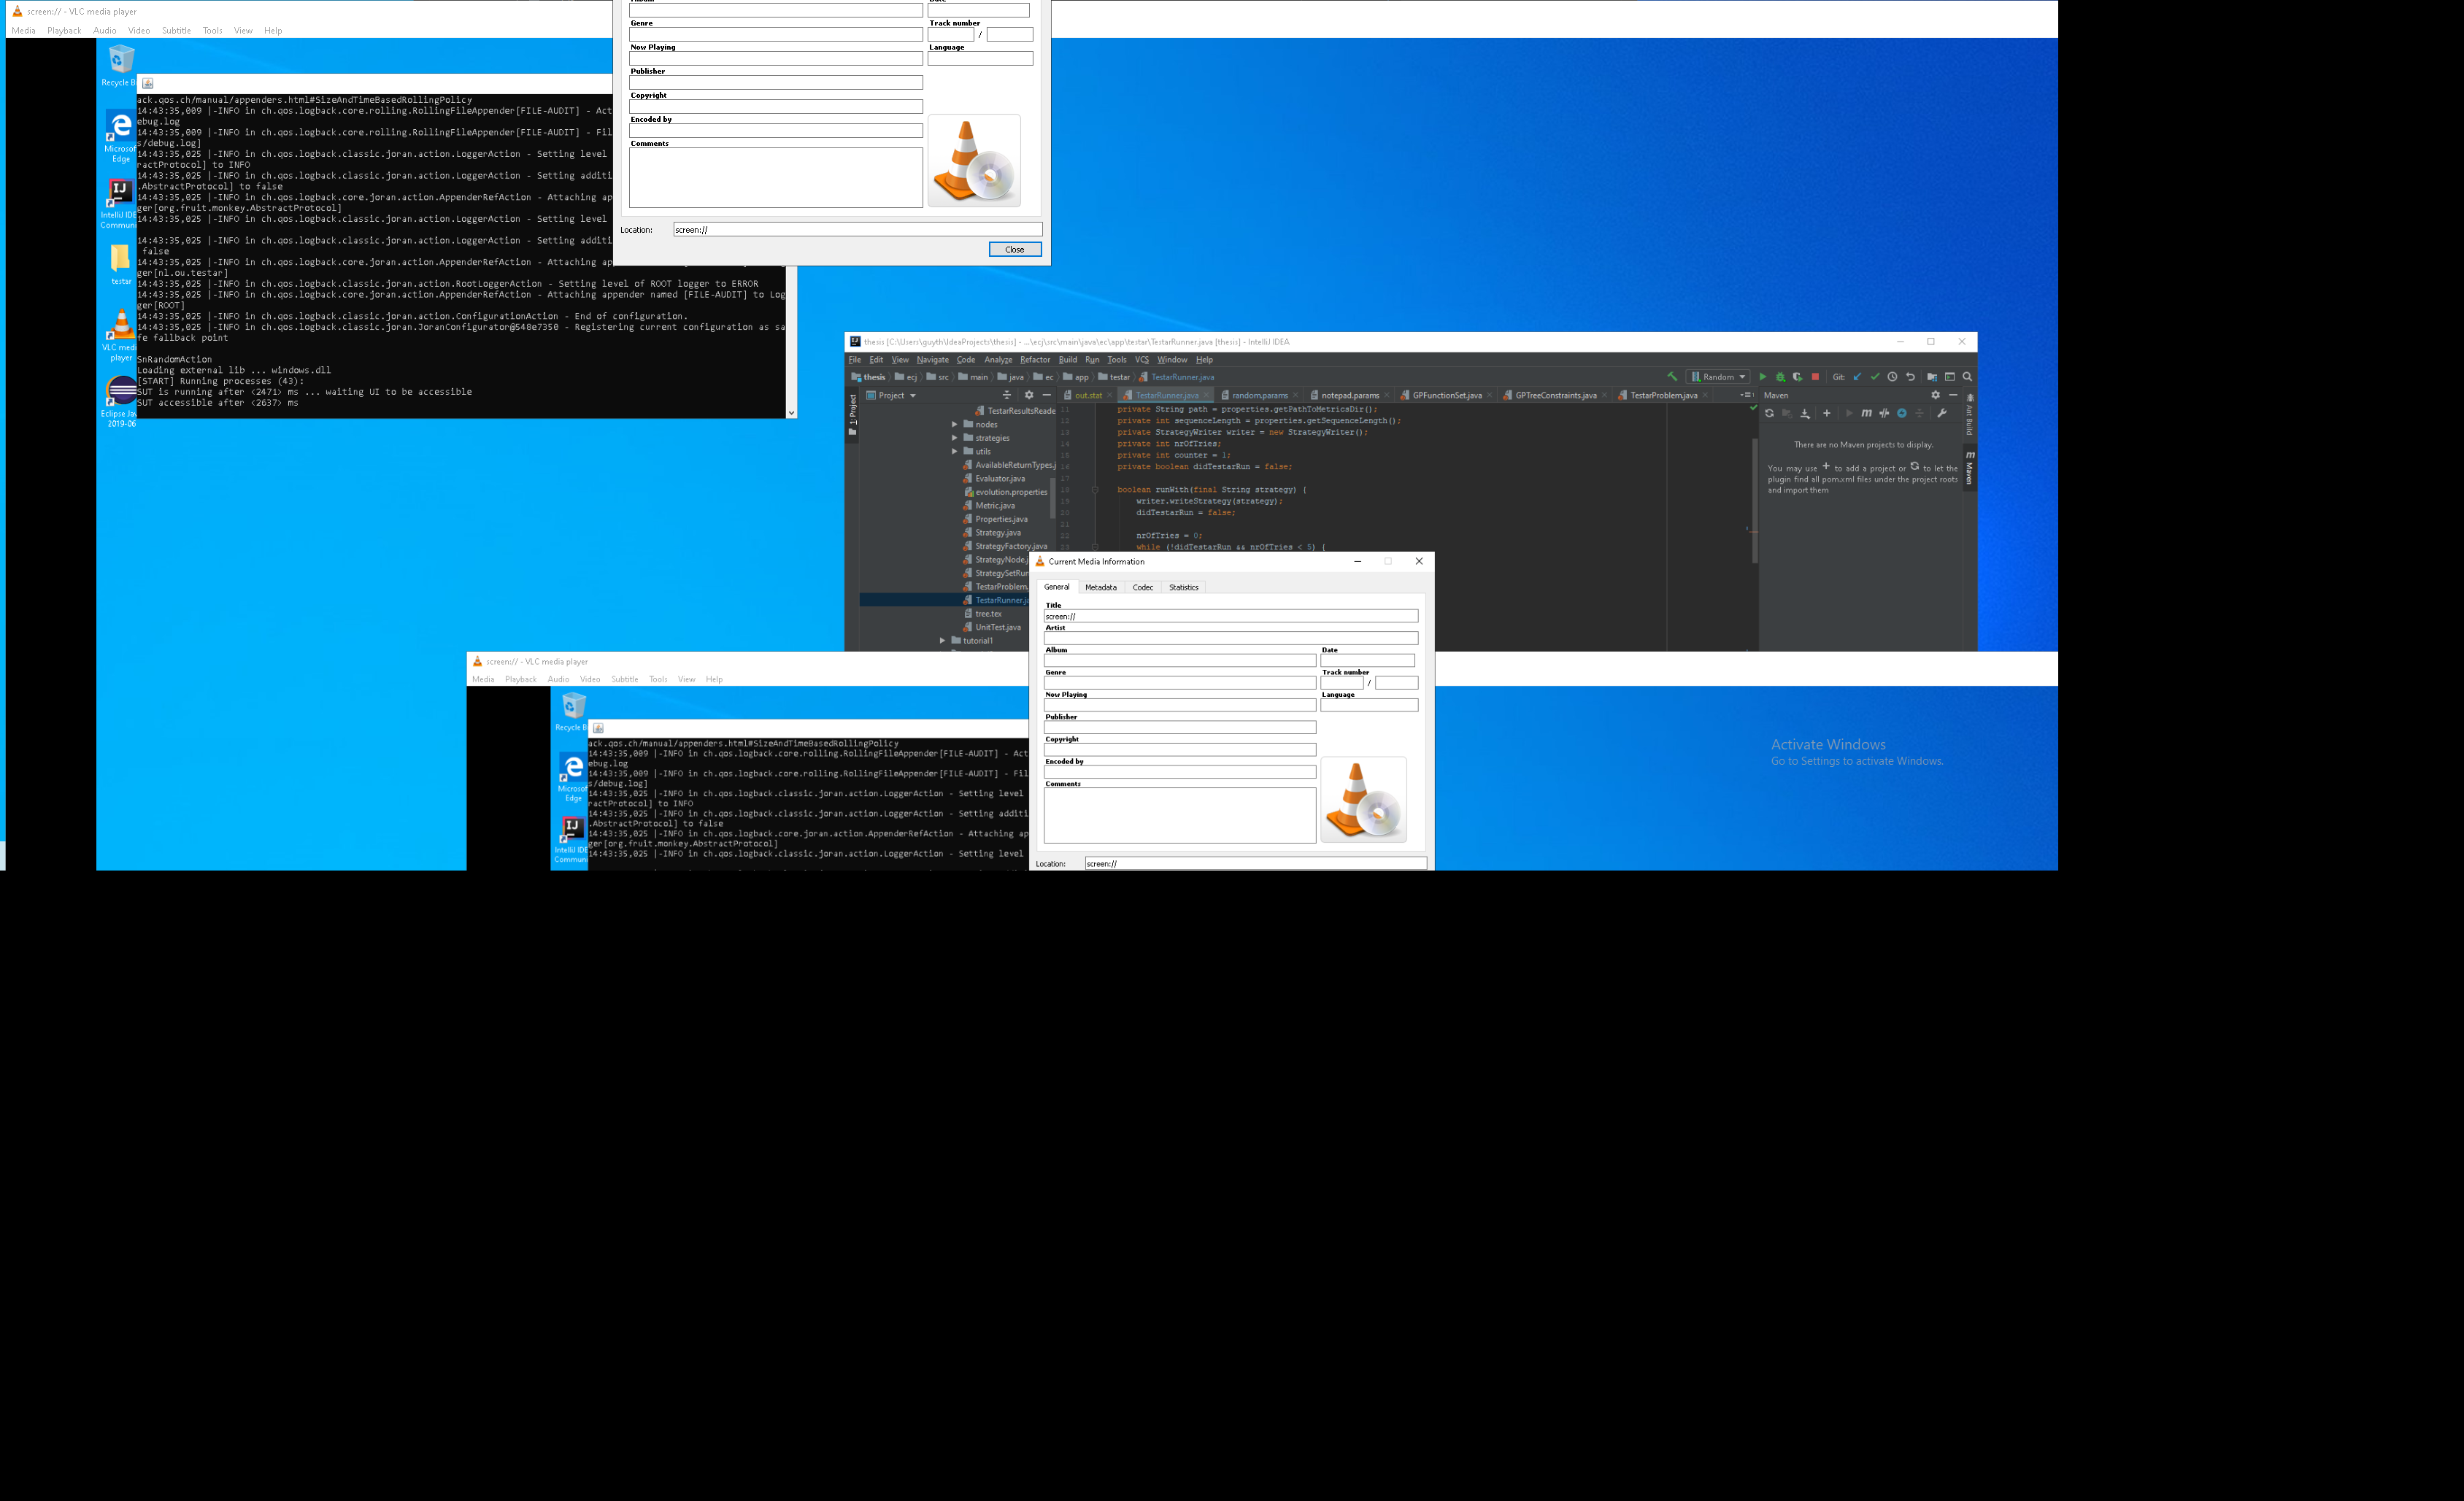 screen:// - VLC media player
Media Playback Audio Video Subtitle Tools View Help
Recycle B
Microsof
Edge
IntelliJ IDE
Commun
testar
VLC medi
player
Eclipse Jav
2019-06
ack.qos.ch/manual/appenders.html#SizeAndTimeBasedRollingPolicy
14:43:35,009 |-INFO in ch.qos.logback.core.rolling.RollingFileAppender[FILE-AUDIT] - Act
ebug.log
14:43:35,009 |-INFO in ch.qos.logback.core.rolling.RollingFileAppender[FILE-AUDIT] - Fil
s/debug.log]
14:43:35,025 |-INFO in ch.qos.logback.classic.joran.action.LoggerAction - Setting level
ractProtocol] to INFO
14:43:35,025 |-INFO in ch.qos.logback.classic.joran.action.LoggerAction - Setting additi
.AbstractProtocol] to false
14:43:35,025 |-INFO in ch.qos.logback.core.joran.action.AppenderRefAction - Attaching ap
ger[org.fruit.monkey.AbstractProtocol]
14:43:35,025 |-INFO in ch.qos.logback.classic.joran.action.LoggerAction - Setting level
14:43:35,025 |-INFO in ch.qos.logback.classic.joran.action.LoggerAction - Setting additi
false
14:43:35,025 |-INFO in ch.qos.logback.core.joran.action.AppenderRefAction - Attaching ap
ger[nl.ou.testar]
14:43:35,025 |-INFO in ch.qos.logback.classic.joran.action.RootLoggerAction - Setting level of ROOT logger to ERROR
14:43:35,025 |-INFO in ch.qos.logback.core.joran.action.AppenderRefAction - Attaching appender named [FILE-AUDIT] to Log
ger[ROOT]
14:43:35,025 |-INFO in ch.qos.logback.classic.joran.action.ConfigurationAction - End of configuration.
14:43:35,025 |-INFO in ch.qos.logback.classic.joran.JoranConfigurator@548e7350 - Registering current configuration as sa
fe fallback point
SnRandomAction
Loading external lib ... windows.dll
[START] Running processes (43):
SUT is running after <2471> ms ... waiting UI to be accessible
SUT accessible after <2637> ms
Album Date
Genre Track number
/
Now Playing Language
Publisher
Copyright
Encoded by
Comments
Location: screen://
Close
thesis [C:\Users\guyth\IdeaProjects\thesis] - ...\ecj\src\main\java\ec\app\testar\TestarRunner.java [thesis] - IntelliJ IDEA
File Edit View Navigate Code Analyze Refactor Build Run Tools VCS Window Help
thesis ecj src main java ec app testar TestarRunner.java Random Git:
1: Project
Project
out.stat TestarRunner.java random.params notepad.params GPFunctionSet.java GPTreeConstraints.java TestarProblem.java
Maven
TestarResultsReade
nodes
strategies
utils
AvailableReturnTypes.j
Evaluator.java
evolution.properties
Metric.java
Properties.java
Strategy.java
StrategyFactory.java
StrategyNode.j
StrategySetRun
TestarProblem.
TestarRunner.ja
tree.tex
UnitTest.java
tutorial1
11 private String path = properties.getPathToMetricsDir();
12 private int sequenceLength = properties.getSequenceLength();
13 private StrategyWriter writer = new StrategyWriter();
14 private int nrOfTries;
15 private int counter = 1;
16 private boolean didTestarRun = false;
17
18 boolean runWith(final String strategy) {
19 writer.writeStrategy(strategy);
20 didTestarRun = false;
21
22 nrOfTries = 0;
23 while (!didTestarRun && nrOfTries < 5) {
There are no Maven projects to display.
You may use + to add a project or to let the
plugin find all pom.xml files under the project roots
and import them
Ant Build
Maven
Current Media Information
General Metadata Codec Statistics
Title
screen://
Artist
Album Date
Genre Track number
/
Now Playing Language
Publisher
Copyright
Encoded by
Comments
Location: screen://
screen:// - VLC media player
Media Playback Audio Video Subtitle Tools View Help
Recycle B
Microsof
Edge
IntelliJ IDE
Commun
ack.qos.ch/manual/appenders.html#SizeAndTimeBasedRollingPolicy
14:43:35,009 |-INFO in ch.qos.logback.core.rolling.RollingFileAppender[FILE-AUDIT] - Act
ebug.log
14:43:35,009 |-INFO in ch.qos.logback.core.rolling.RollingFileAppender[FILE-AUDIT] - Fil
s/debug.log]
14:43:35,025 |-INFO in ch.qos.logback.classic.joran.action.LoggerAction - Setting level
ractProtocol] to INFO
14:43:35,025 |-INFO in ch.qos.logback.classic.joran.action.LoggerAction - Setting additi
.AbstractProtocol] to false
14:43:35,025 |-INFO in ch.qos.logback.core.joran.action.AppenderRefAction - Attaching ap
ger[org.fruit.monkey.AbstractProtocol]
14:43:35,025 |-INFO in ch.qos.logback.classic.joran.action.LoggerAction - Setting level
Activate Windows
Go to Settings to activate Windows.